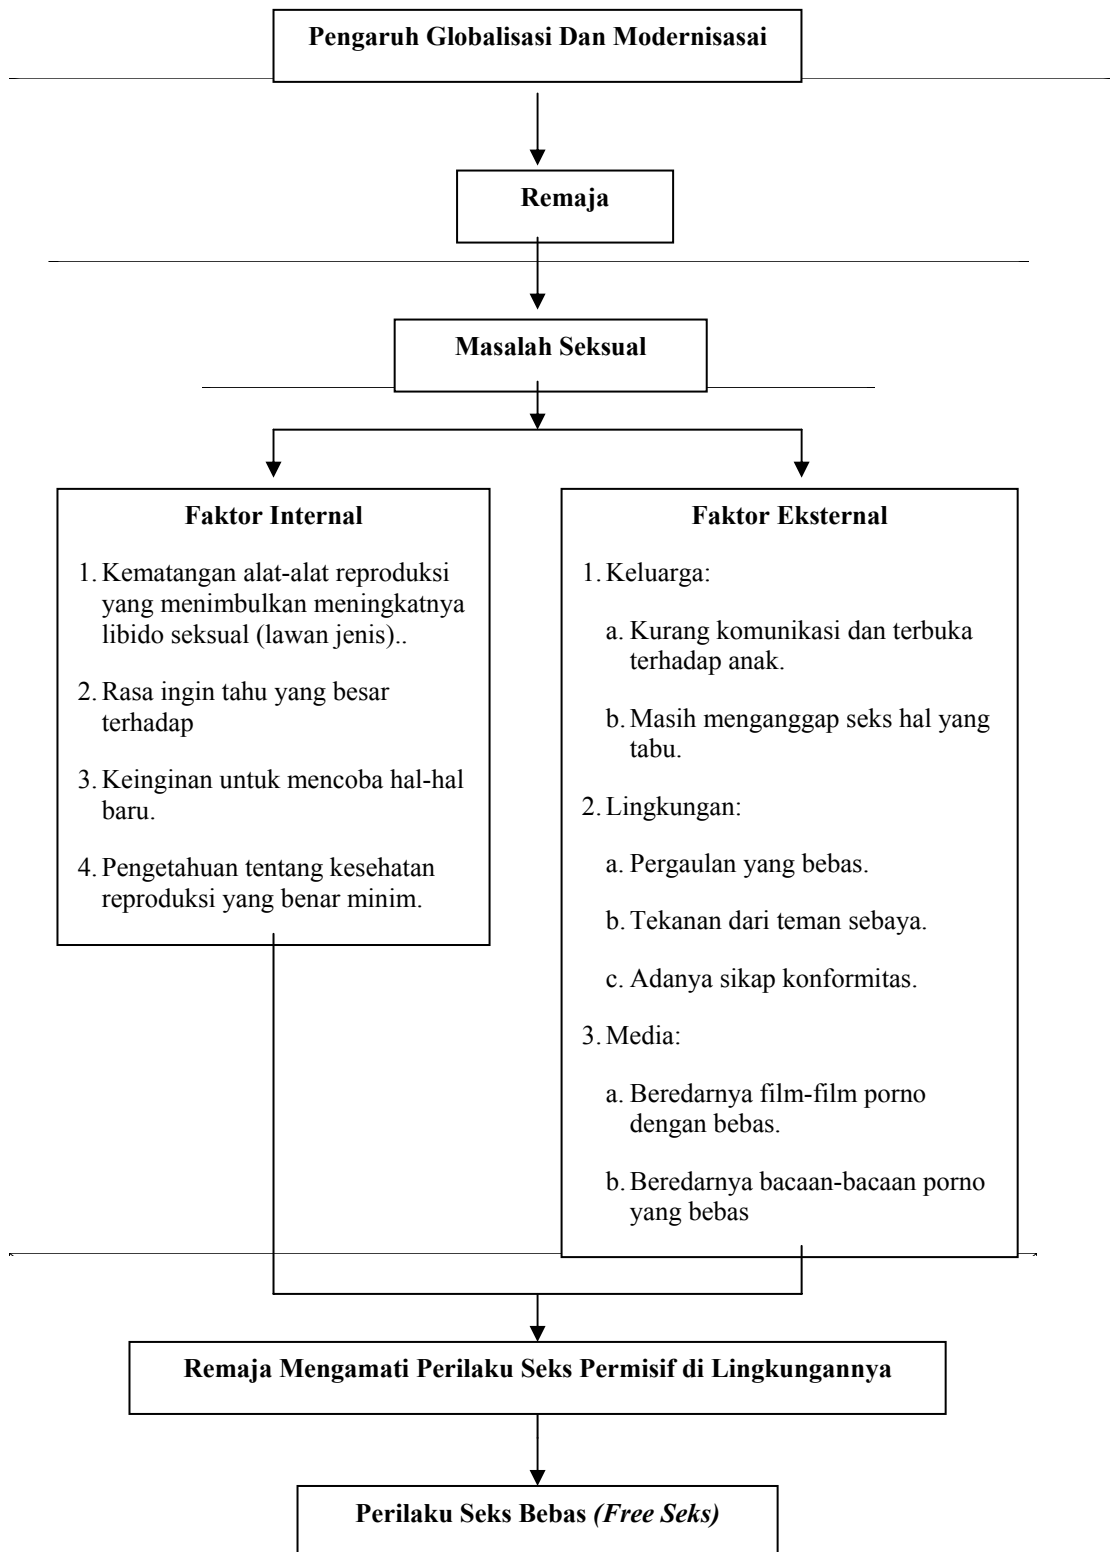 Pengaruh Globalisasi Dan Modernisasai
Remaja
Masalah Seksual
Faktor Internal
1. Kematangan alat-alat reproduksi
yang menimbulkan meningkatnya
libido seksual (lawan jenis)..
2. Rasa ingin tahu yang besar
terhadap
3. Keinginan untuk mencoba hal-hal
baru.
4. Pengetahuan tentang kesehatan
reproduksi yang benar minim.
Faktor Eksternal
1. Keluarga:
a. Kurang komunikasi dan terbuka
terhadap anak.
b. Masih menganggap seks hal yang
tabu.
2. Lingkungan:
a. Pergaulan yang bebas.
b. Tekanan dari teman sebaya.
c. Adanya sikap konformitas.
3. Media:
a. Beredarnya film-film porno
dengan bebas.
b. Beredarnya bacaan-bacaan porno
yang bebas
Remaja Mengamati Perilaku Seks Permisif di Lingkungannya
Perilaku Seks Bebas (Free Seks)